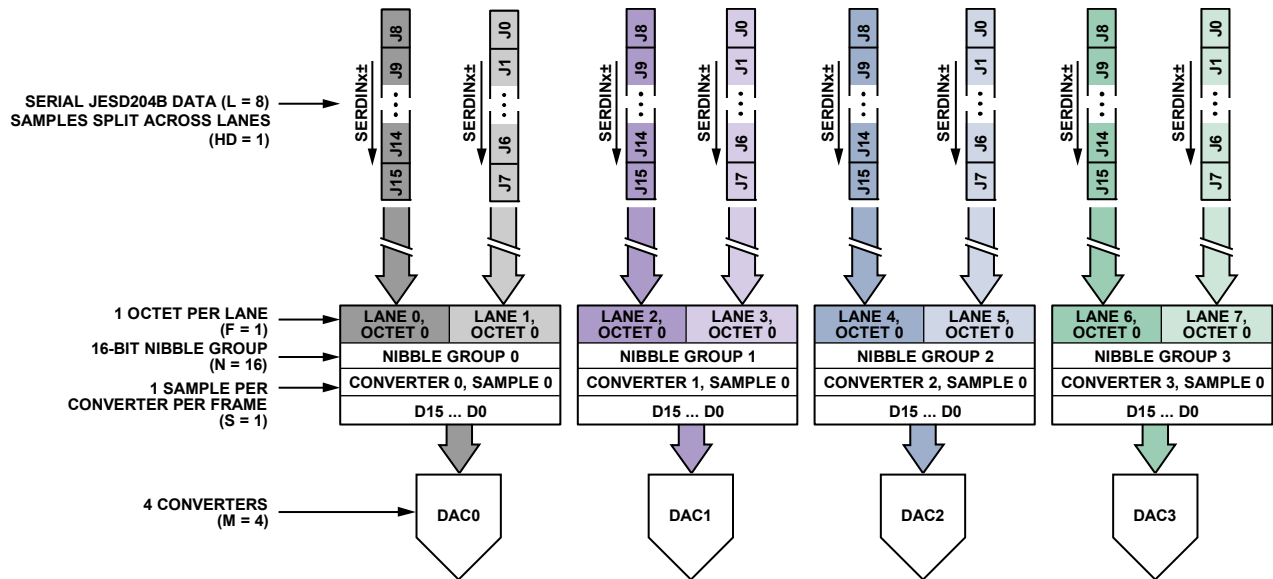 J8
J9
J14
J15
SERDINx±
J0
J1
J6
J7
SERDINx±
J8
J9
J14
J15
SERDINx±
J0
J1
J6
J7
SERDINx±
J8
J9
J14
J15
SERDINx±
J0
J1
J6
J7
SERDINx±
J8
J9
J14
J15
SERDINx±
J0
J1
J6
J7
SERDINx±
SERIAL JESD204B DATA (L = 8)
SAMPLES SPLIT ACROSS LANES
(HD = 1)
1 OCTET PER LANE
(F = 1)
16-BIT NIBBLE GROUP
(N = 16)
1 SAMPLE PER
CONVERTER PER FRAME
(S = 1)
LANE 0,
OCTET 0
LANE 1,
OCTET 0
NIBBLE GROUP 0
CONVERTER 0, SAMPLE 0
D15 ... D0
LANE 2,
OCTET 0
LANE 3,
OCTET 0
NIBBLE GROUP 1
CONVERTER 1, SAMPLE 0
D15 ... D0
LANE 4,
OCTET 0
LANE 5,
OCTET 0
NIBBLE GROUP 2
CONVERTER 2, SAMPLE 0
D15 ... D0
LANE 6,
OCTET 0
LANE 7,
OCTET 0
NIBBLE GROUP 3
CONVERTER 3, SAMPLE 0
D15 ... D0
4 CONVERTERS
(M = 4)
DAC0
DAC1
DAC2
DAC3